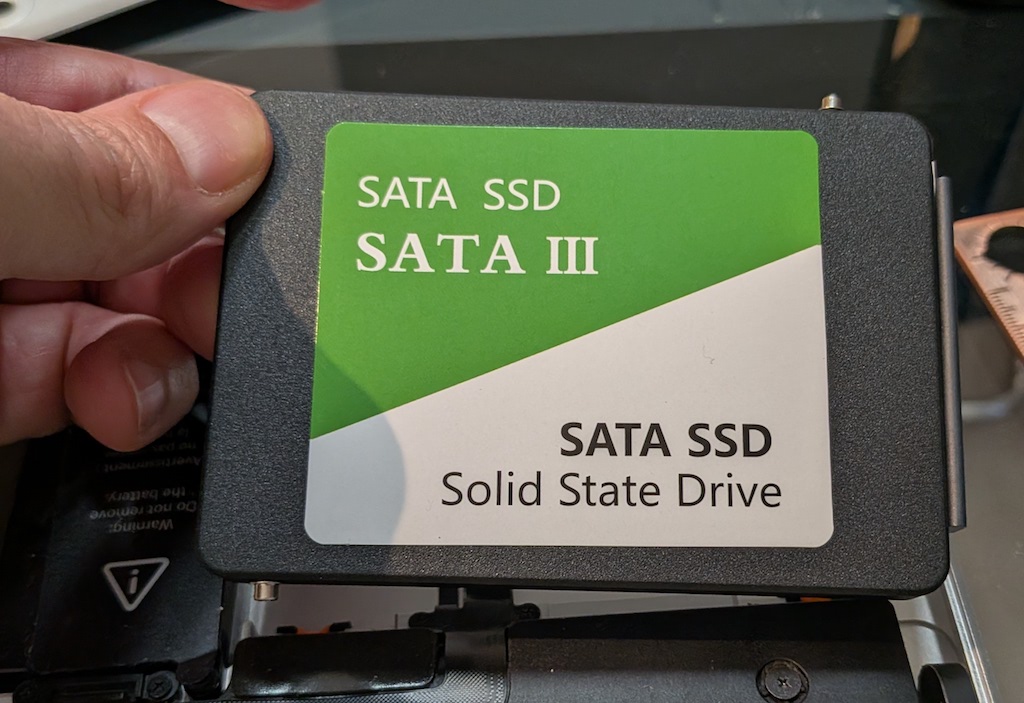 SATA SSD
SATA III
SATA SSD
Solid State Drive
Warning:
Do not remove
the battery.